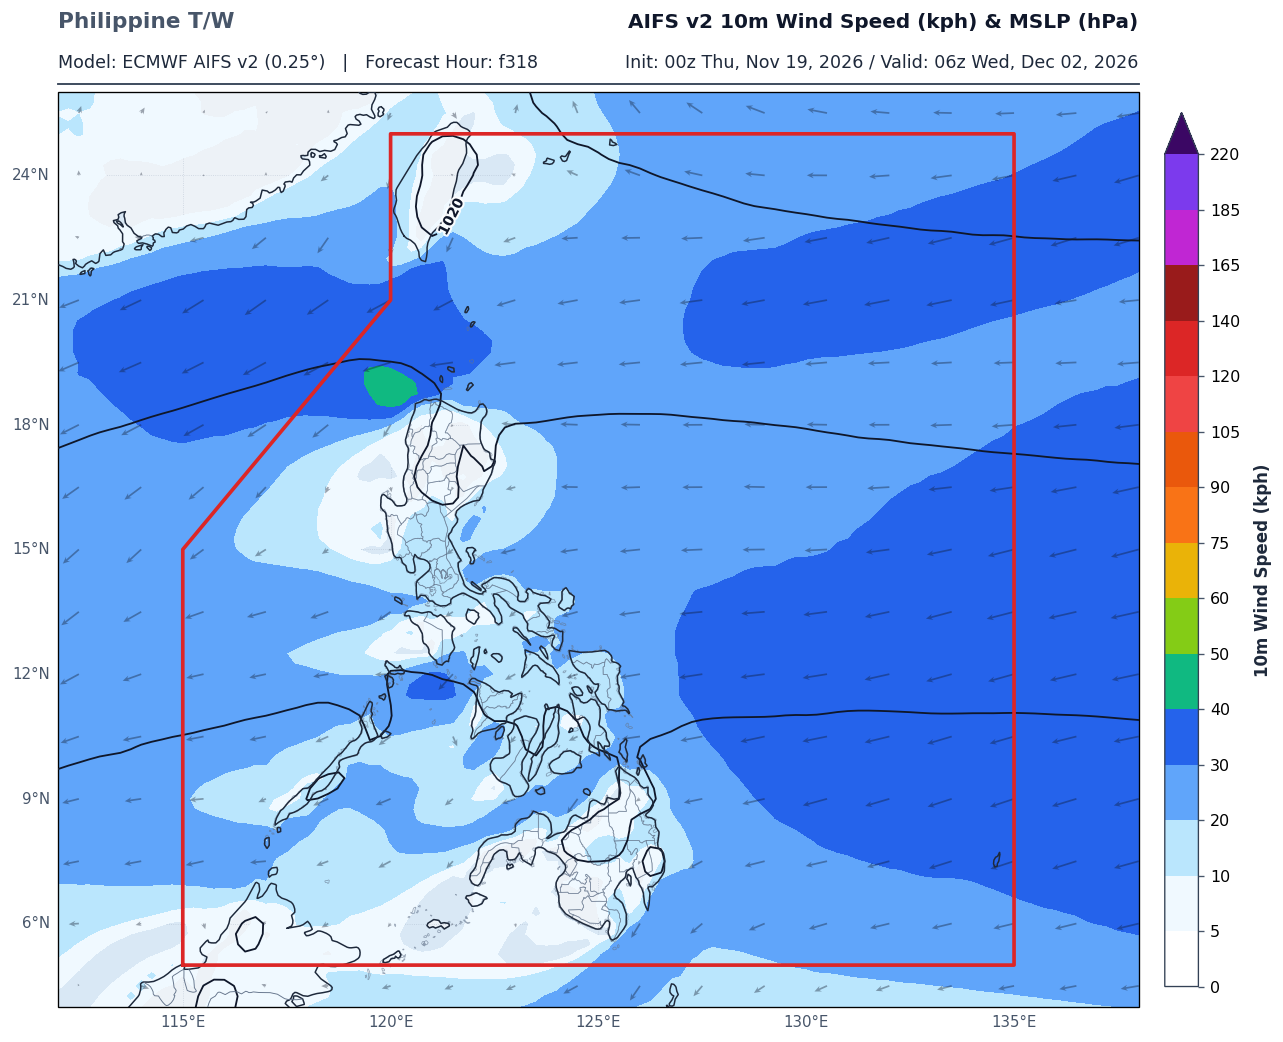 Philippine T/W
AIFS v2 10m Wind Speed (kph) & MSLP (hPa)
Model: ECMWF AIFS v2 (0.25°)   |   Forecast Hour: f318
Init: 00z Thu, Nov 19, 2026 / Valid: 06z Wed, Dec 02, 2026
24°N
21°N
18°N
15°N
12°N
9°N
6°N
1020
115°E
120°E
125°E
130°E
135°E
220
185
165
140
120
105
90
75
60
50
40
30
20
10
5
0
10m Wind Speed (kph)